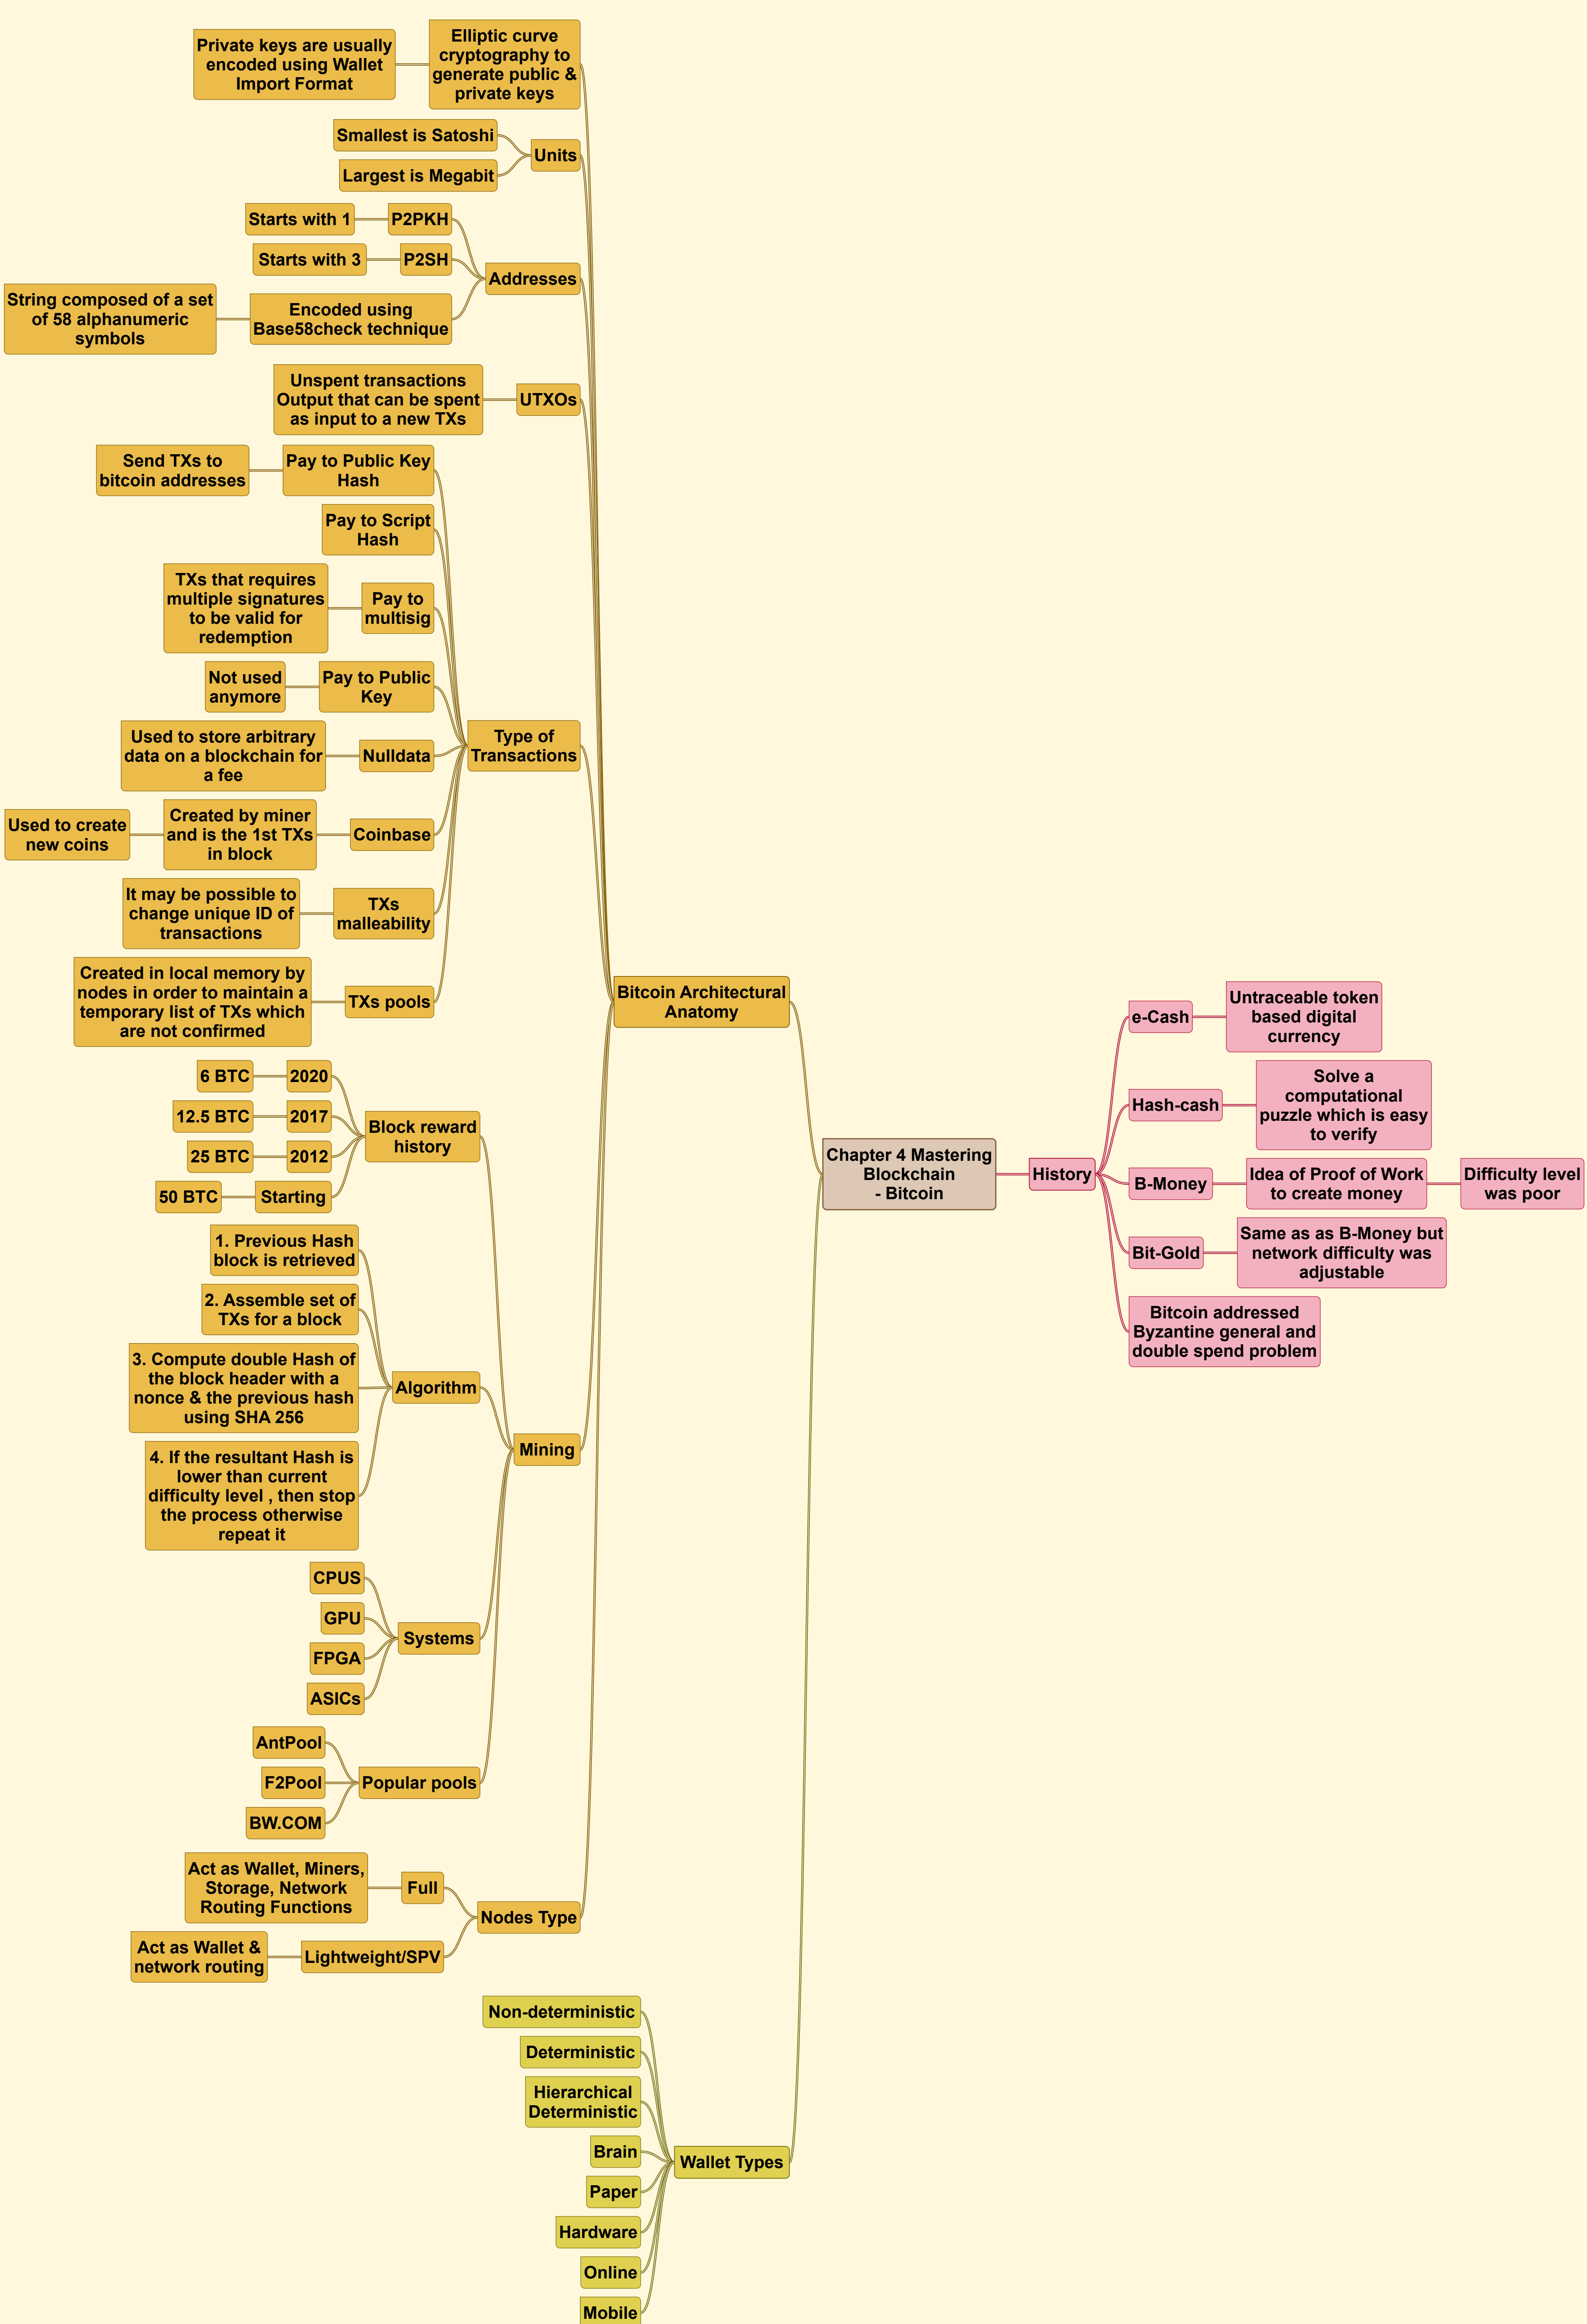 Elliptic curve
cryptography to
generate public &
private keys
Private keys are usually
encoded using Wallet
Import Format
Units
Smallest is Satoshi
Largest is Megabit
Addresses
P2PKH
Starts with 1
P2SH
Starts with 3
Encoded using
Base58check technique
String composed of a set
of 58 alphanumeric
symbols
UTXOs
Unspent transactions
Output that can be spent
as input to a new TXs
Type of
Transactions
Pay to Public Key
Hash
Send TXs to
bitcoin addresses
Pay to Script
Hash
Pay to
multisig
TXs that requires
multiple signatures
to be valid for
redemption
Pay to Public
Key
Not used
anymore
Nulldata
Used to store arbitrary
data on a blockchain for
a fee
Coinbase
Created by miner
and is the 1st TXs
in block
Used to create
new coins
TXs
malleability
It may be possible to
change unique ID of
transactions
TXs pools
Created in local memory by
nodes in order to maintain a
temporary list of TXs which
are not confirmed
Bitcoin Architectural
Anatomy
Block reward
history
2020
6 BTC
2017
12.5 BTC
2012
25 BTC
Starting
50 BTC
Mining
Algorithm
1. Previous Hash
block is retrieved
2. Assemble set of
TXs for a block
3. Compute double Hash of
the block header with a
nonce & the previous hash
using SHA 256
4. If the resultant Hash is
lower than current
difficulty level , then stop
the process otherwise
repeat it
Systems
CPUS
GPU
FPGA
ASICs
Popular pools
AntPool
F2Pool
BW.COM
Nodes Type
Full
Act as Wallet, Miners,
Storage, Network
Routing Functions
Lightweight/SPV
Act as Wallet &
network routing
Wallet Types
Non-deterministic
Deterministic
Hierarchical
Deterministic
Brain
Paper
Hardware
Online
Mobile
Chapter 4 Mastering
Blockchain
- Bitcoin
History
e-Cash
Untraceable token
based digital
currency
Hash-cash
Solve a
computational
puzzle which is easy
to verify
B-Money
Idea of Proof of Work
to create money
Difficulty level
was poor
Bit-Gold
Same as as B-Money but
network difficulty was
adjustable
Bitcoin addressed
Byzantine general and
double spend problem